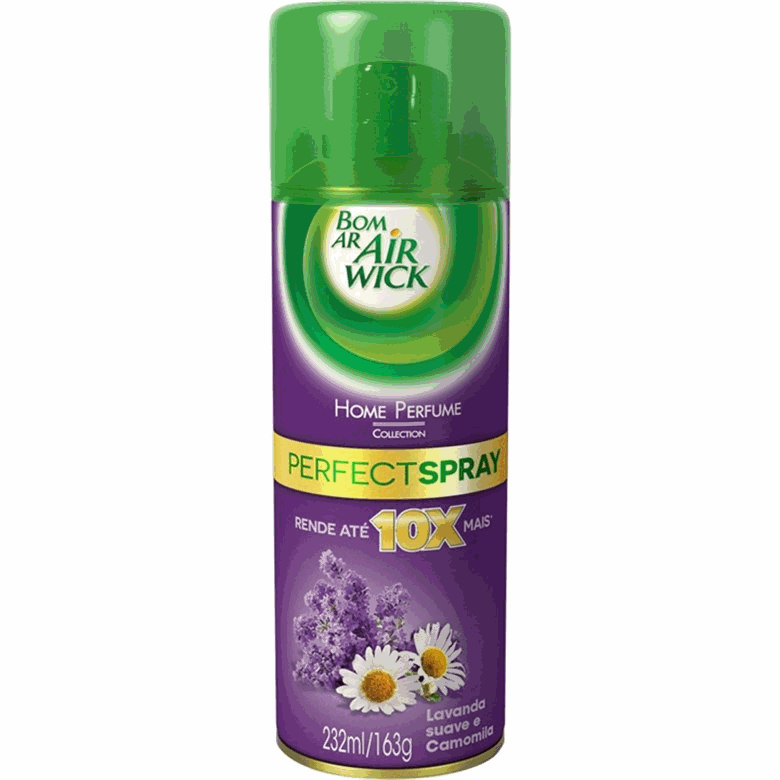 BOM
AR AIR
WICK
HOME PERFUME
COLLECTION
PERFECTSPRAY
RENDE ATÉ 10X MAIS*
Lavanda
suave e
Camomila
232ml/163g